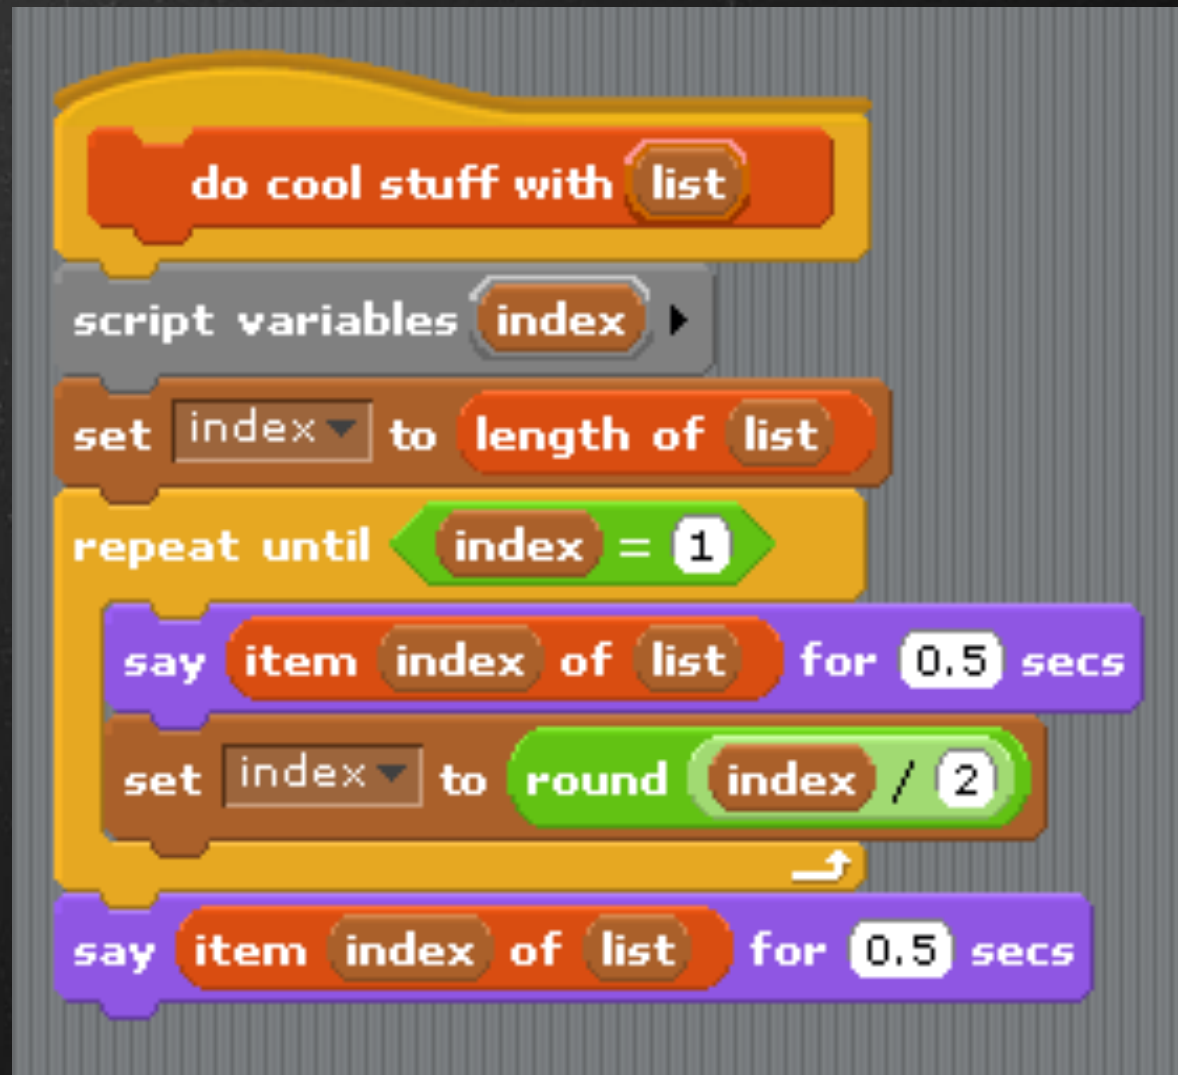 do cool stuff with list
script variables index
set index to length of list
repeat until index = 1
say item index of list for 0.5 secs
set index to round index / 2
say item index of list for 0.5 secs